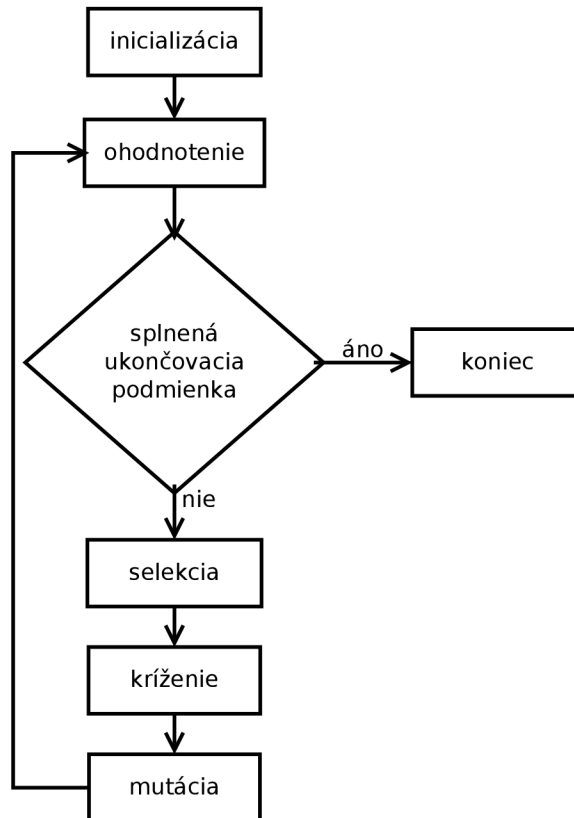 inicializácia
ohodnotenie
splnená
ukončovacia
podmienka
áno
koniec
nie
selekcia
kríženie
mutácia